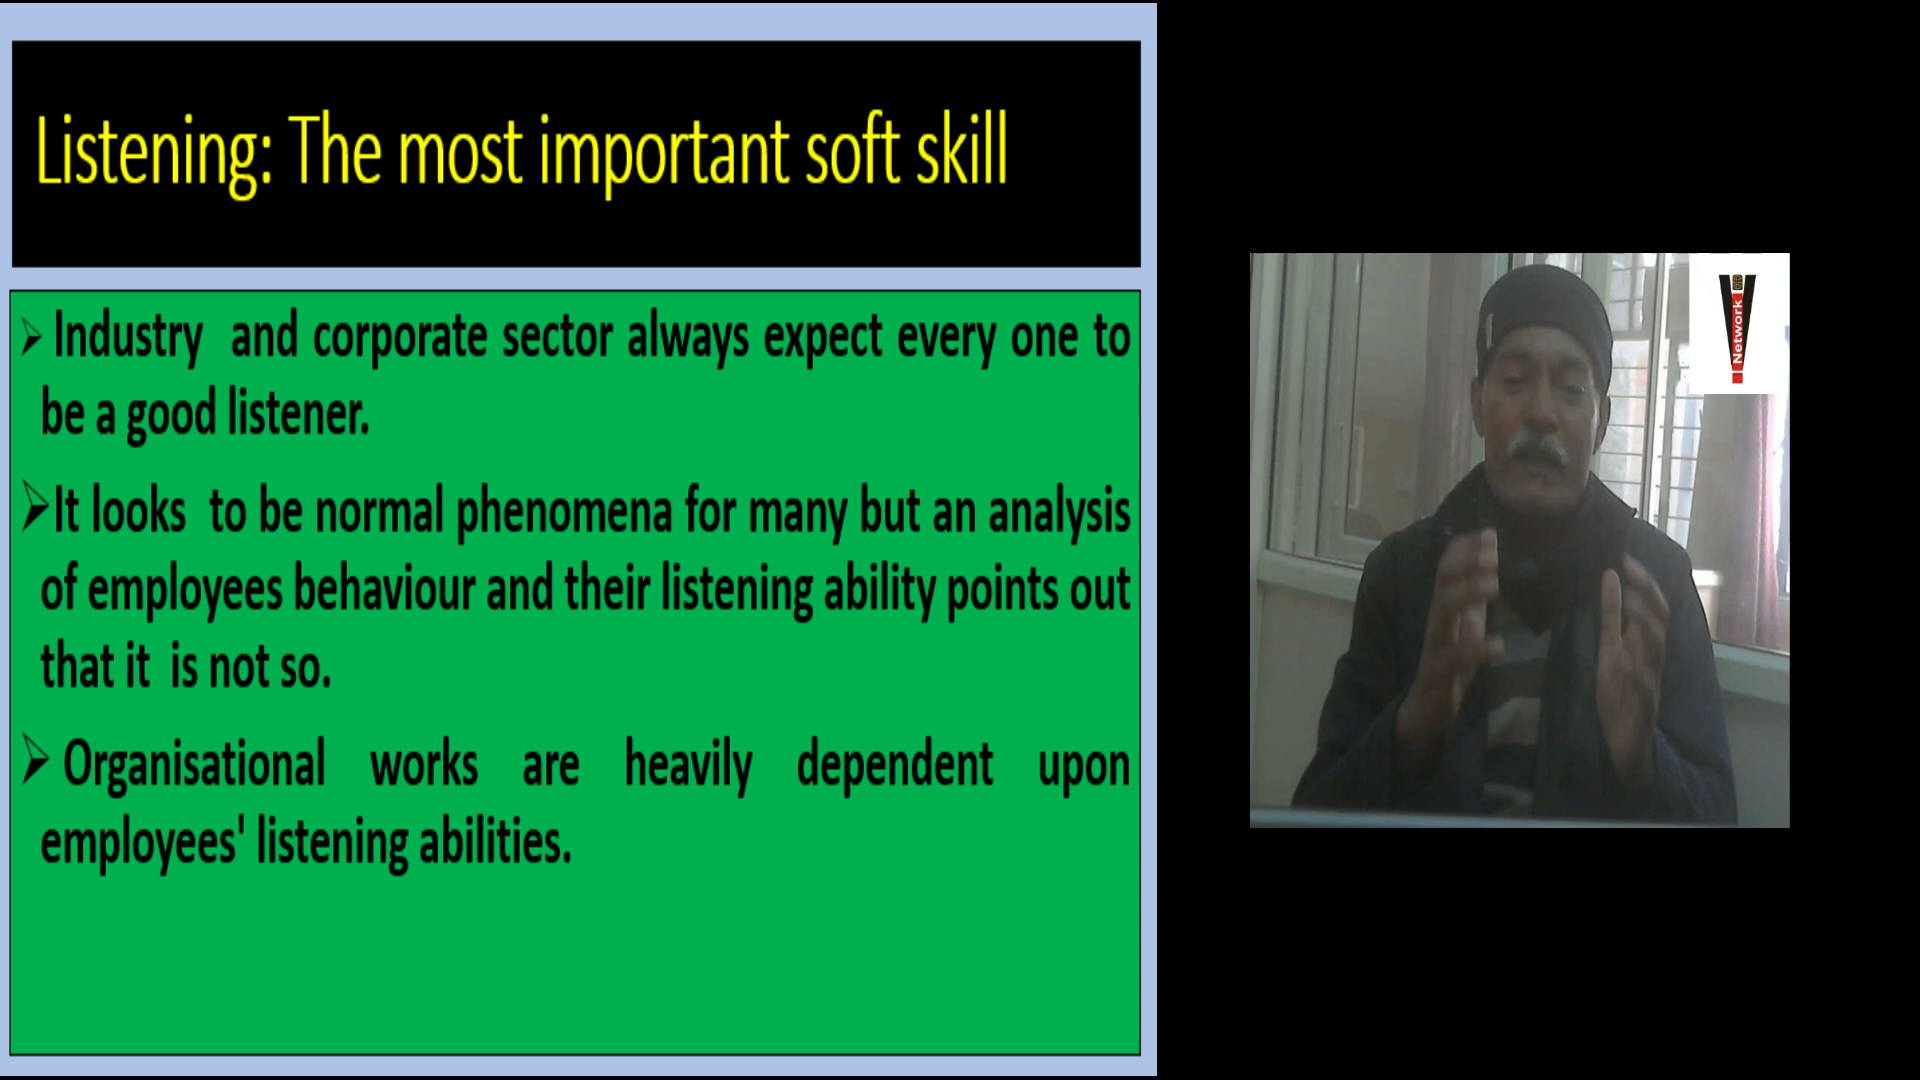 Listening: The most important soft skill
➢ Industry and corporate sector always expect every one to
be a good listener.
➢It looks to be normal phenomena for many but an analysis
of employees behaviour and their listening ability points out
that it is not so.
➢ Organisational works are heavily dependent upon
employees' listening abilities.
Network